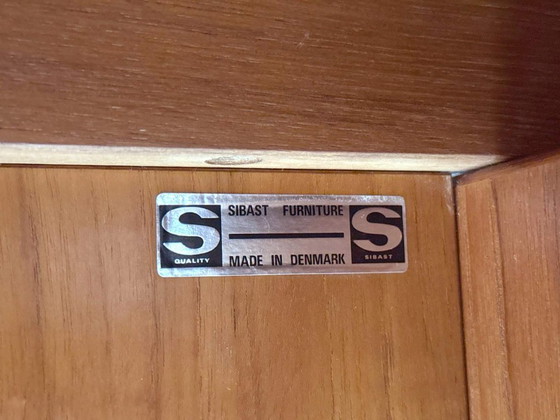 S SIBAST FURNITURE S
QUALITY MADE IN DENMARK SIBAST